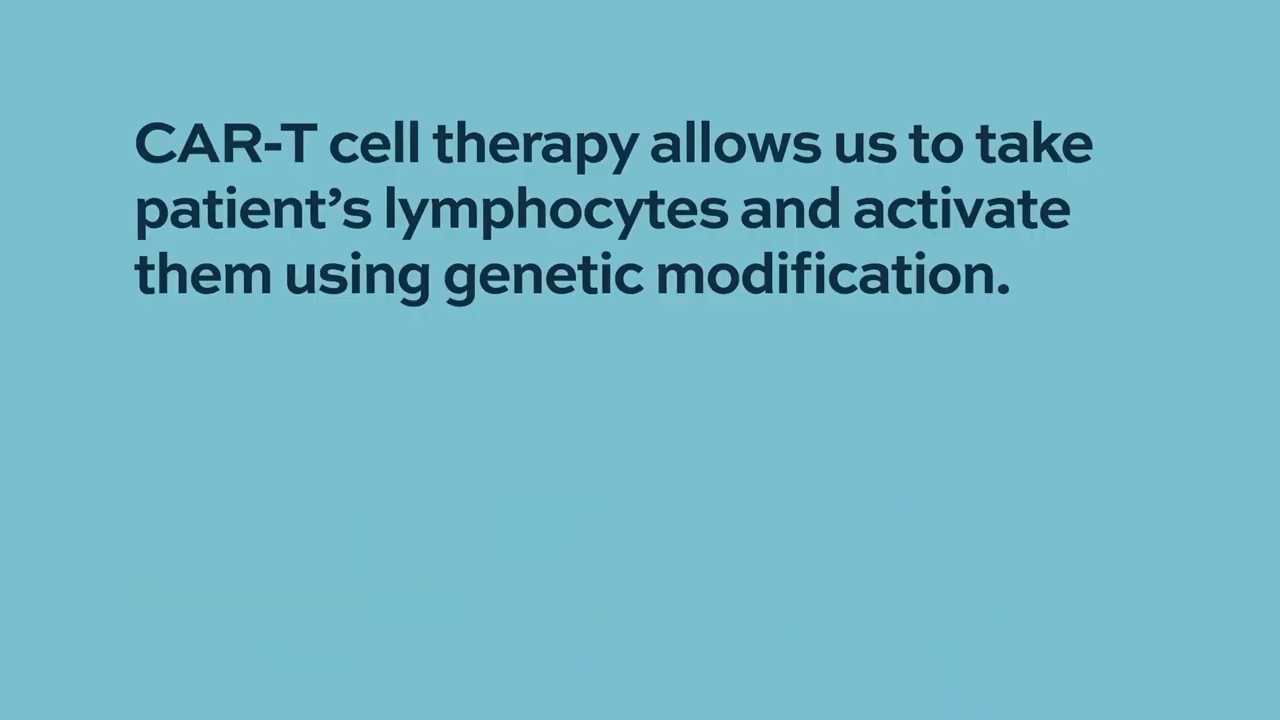 CAR-T cell therapy allows us to take
patient’s lymphocytes and activate
them using genetic modification.